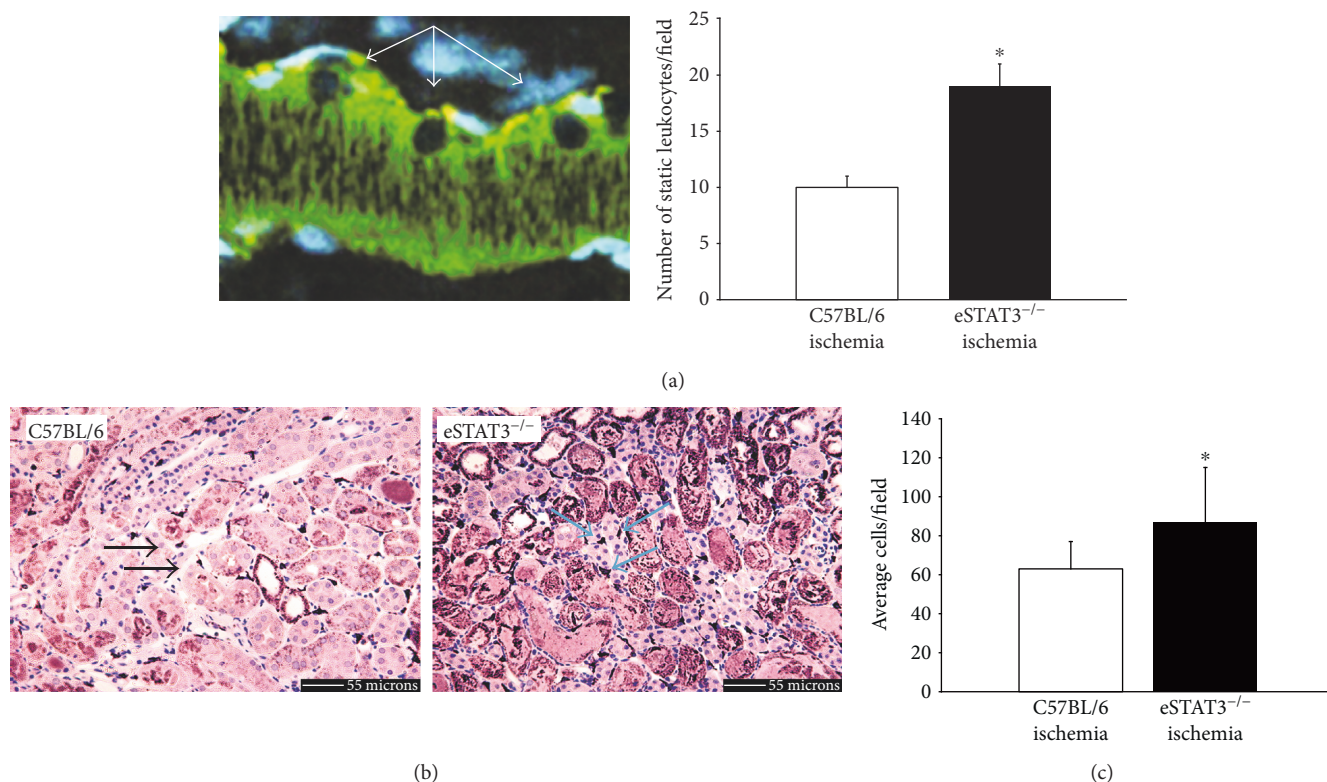 Number of static leukocytes/field
25
20
15
10
5
0
*
C57BL/6
ischemia
eSTAT3−/−
ischemia
(a)
C57BL/6
55 microns
eSTAT3−/−
55 microns
(b)
Average cells/field
140
120
100
80
60
40
20
0
*
C57BL/6
ischemia
eSTAT3−/−
ischemia
(c)